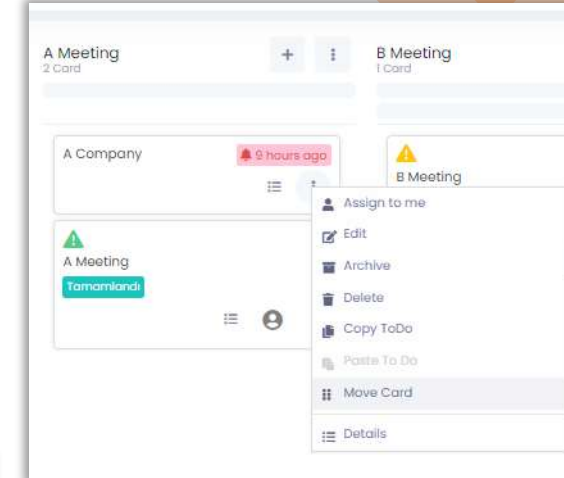 A Meeting
2 Card
B Meeting
1 Card
A Company
9 hours ago
B Meeting
A Meeting
Tamamlandı
Assign to me
Edit
Archive
Delete
Copy ToDo
Paste To Do
Move Card
Details